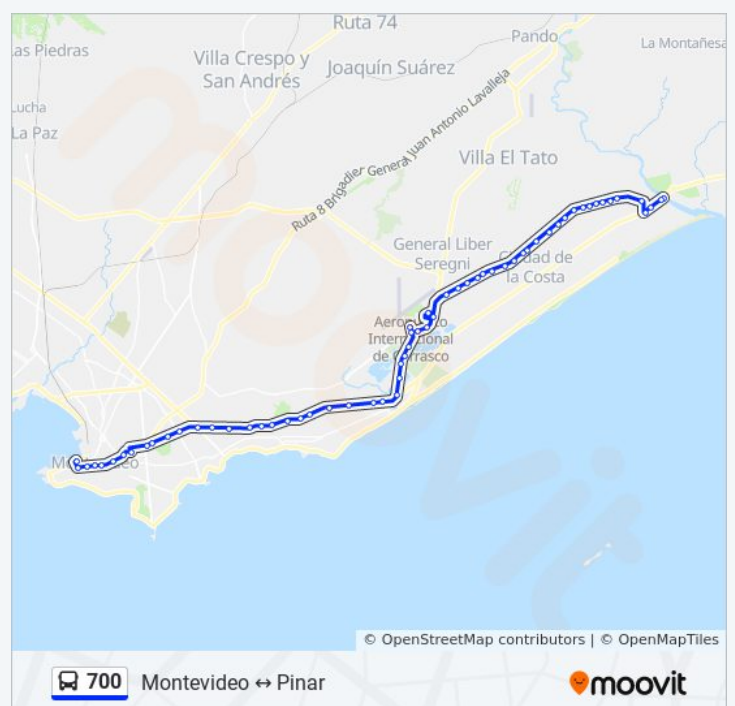 Ruta 74
Pando
as Piedras
La Montañesa
Villa Crespo y
San Andrés
Joaquín Suárez
Lucha
La Paz
General Juan Antonio Lavalleja
Villa El Tato
Ruta 8 Brigadier
General Liber
Seregni
Ciudad de
la Costa
Aeropuerto
Internacional
de Carrasco
Montevideo
moovit
© OpenStreetMap contributors | © OpenMapTiles
700 Montevideo ↔ Pinar
moovit